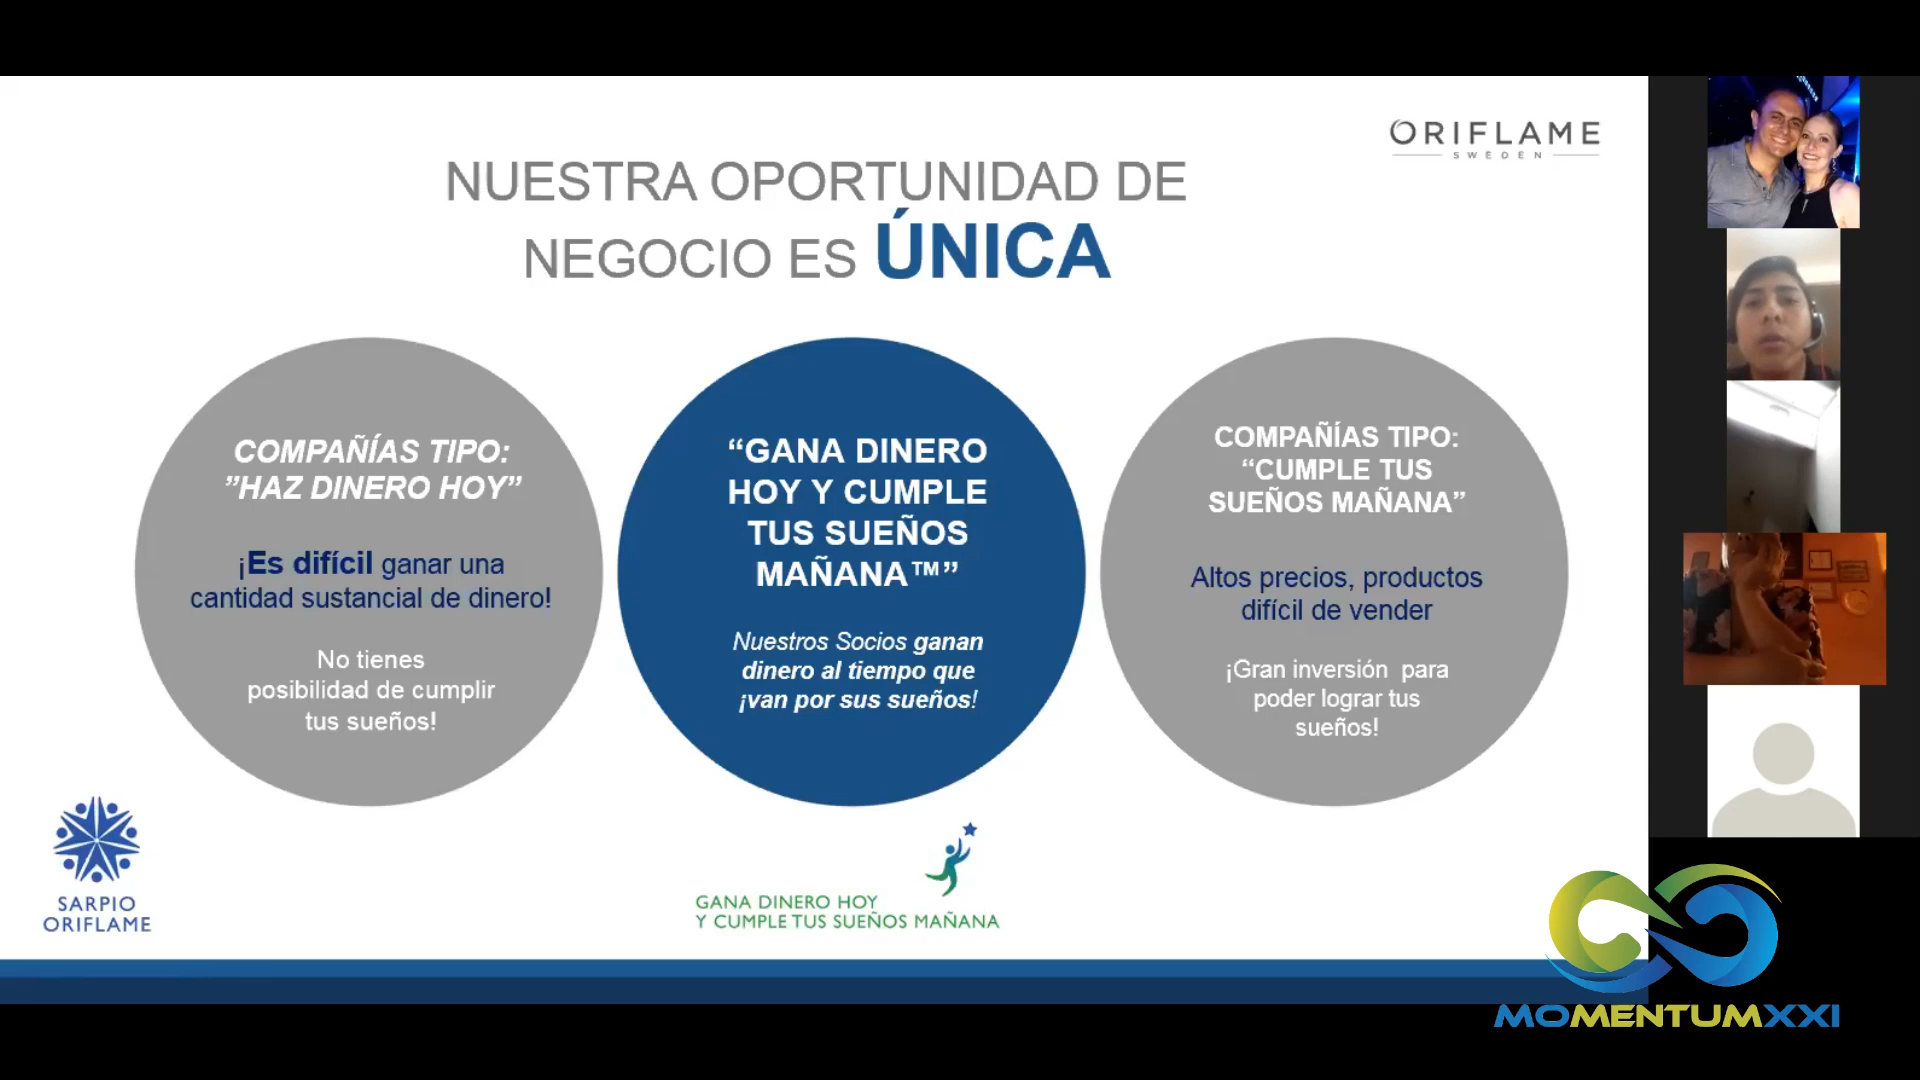 ORIFLAME
SWEDEN
NUESTRA OPORTUNIDAD DE
NEGOCIO ES ÚNICA
COMPAÑÍAS TIPO:
”HAZ DINERO HOY”
¡Es difícil ganar una
cantidad sustancial de dinero!
No tienes
posibilidad de cumplir
tus sueños!
“GANA DINERO
HOY Y CUMPLE
TUS SUEÑOS
MAÑANA™”
Nuestros Socios ganan
dinero al tiempo que
¡van por sus sueños!
COMPAÑÍAS TIPO:
“CUMPLE TUS
SUEÑOS MAÑANA”
Altos precios, productos
difícil de vender
¡Gran inversión para
poder lograr tus
sueños!
SARPIO
ORIFLAME
GANA DINERO HOY
Y CUMPLE TUS SUEÑOS MAÑANA
MOMENTUMXXI